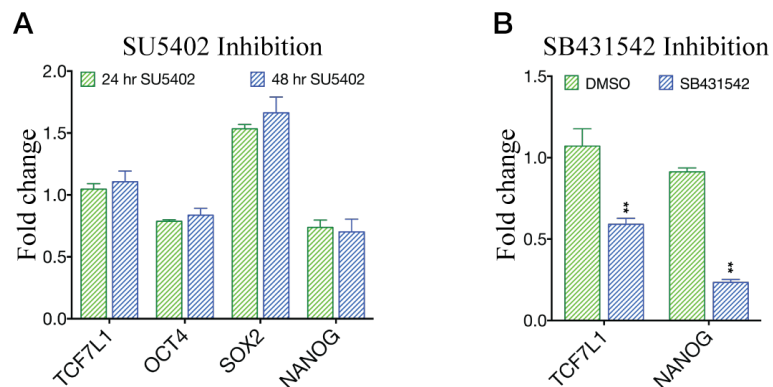 A
SU5402 Inhibition
24 hr SU5402
48 hr SU5402
Fold change
2.0
1.5
1.0
0.5
0.0
TCF7L1
OCT4
SOX2
NANOG
B
SB431542 Inhibition
DMSO
SB431542
Fold change
1.5
1.0
0.5
0.0
**
**
TCF7L1
NANOG